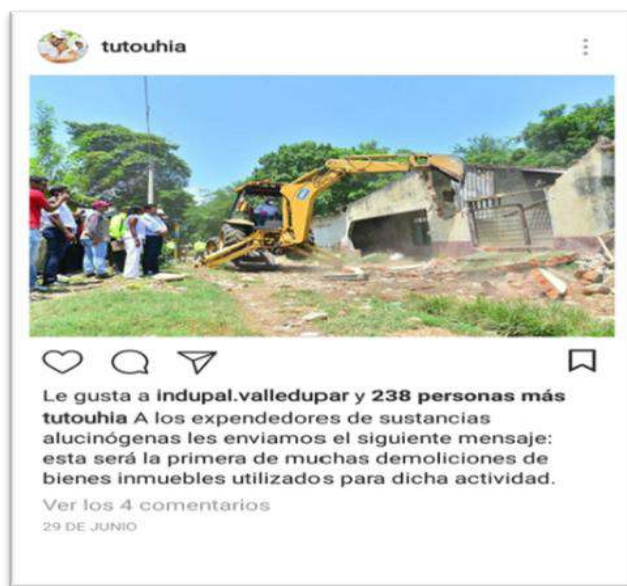 tutouhia
Le gusta a indupal.valledupar y 238 personas más
tutouhia A los expendedores de sustancias
alucinógenas les enviamos el siguiente mensaje:
esta será la primera de muchas demoliciones de
bienes inmuebles utilizados para dicha actividad.
Ver los 4 comentarios
29 DE JUNIO